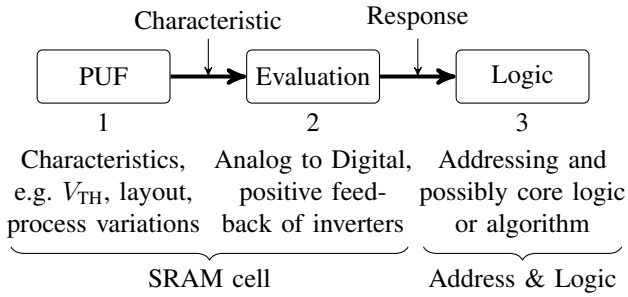 Characteristic
Response
PUF
Evaluation
Logic
1
2
3
Characteristics,
e.g. V_TH, layout,
process variations
Analog to Digital,
positive feed-
back of inverters
Addressing and
possibly core logic
or algorithm
SRAM cell
Address & Logic